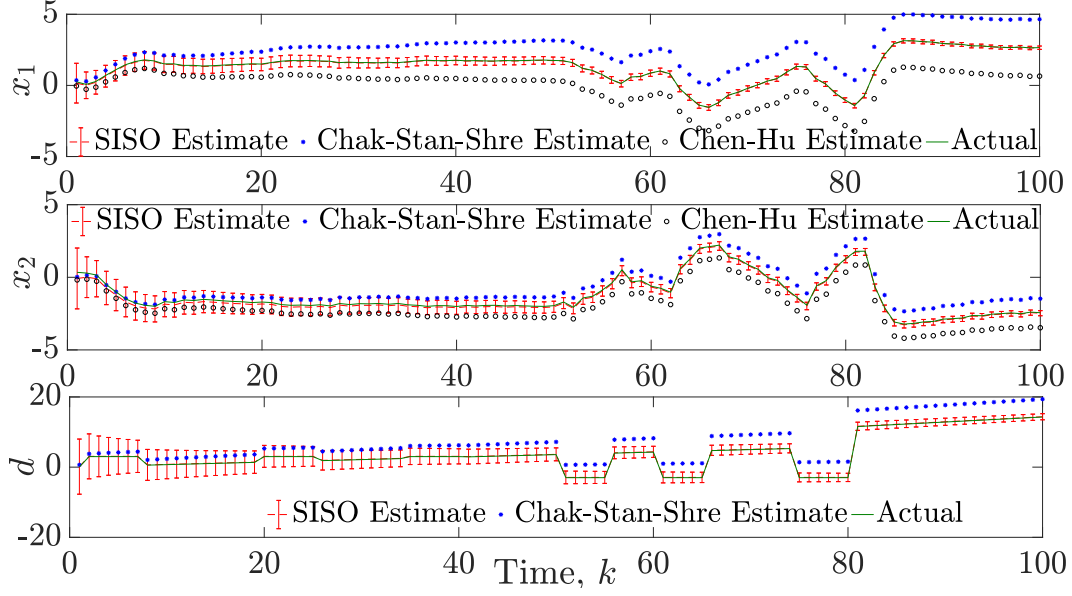 5
x1
0
SISO Estimate Chak-Stan-Shre Estimate Chen-Hu Estimate Actual
-5
0 20 40 60 80 100
5
SISO Estimate Chak-Stan-Shre Estimate Chen-Hu Estimate Actual
x2
0
-5
0 20 40 60 80 100
20
d
0
SISO Estimate Chak-Stan-Shre Estimate Actual
-20
0 20 40 60 80 100
Time, k